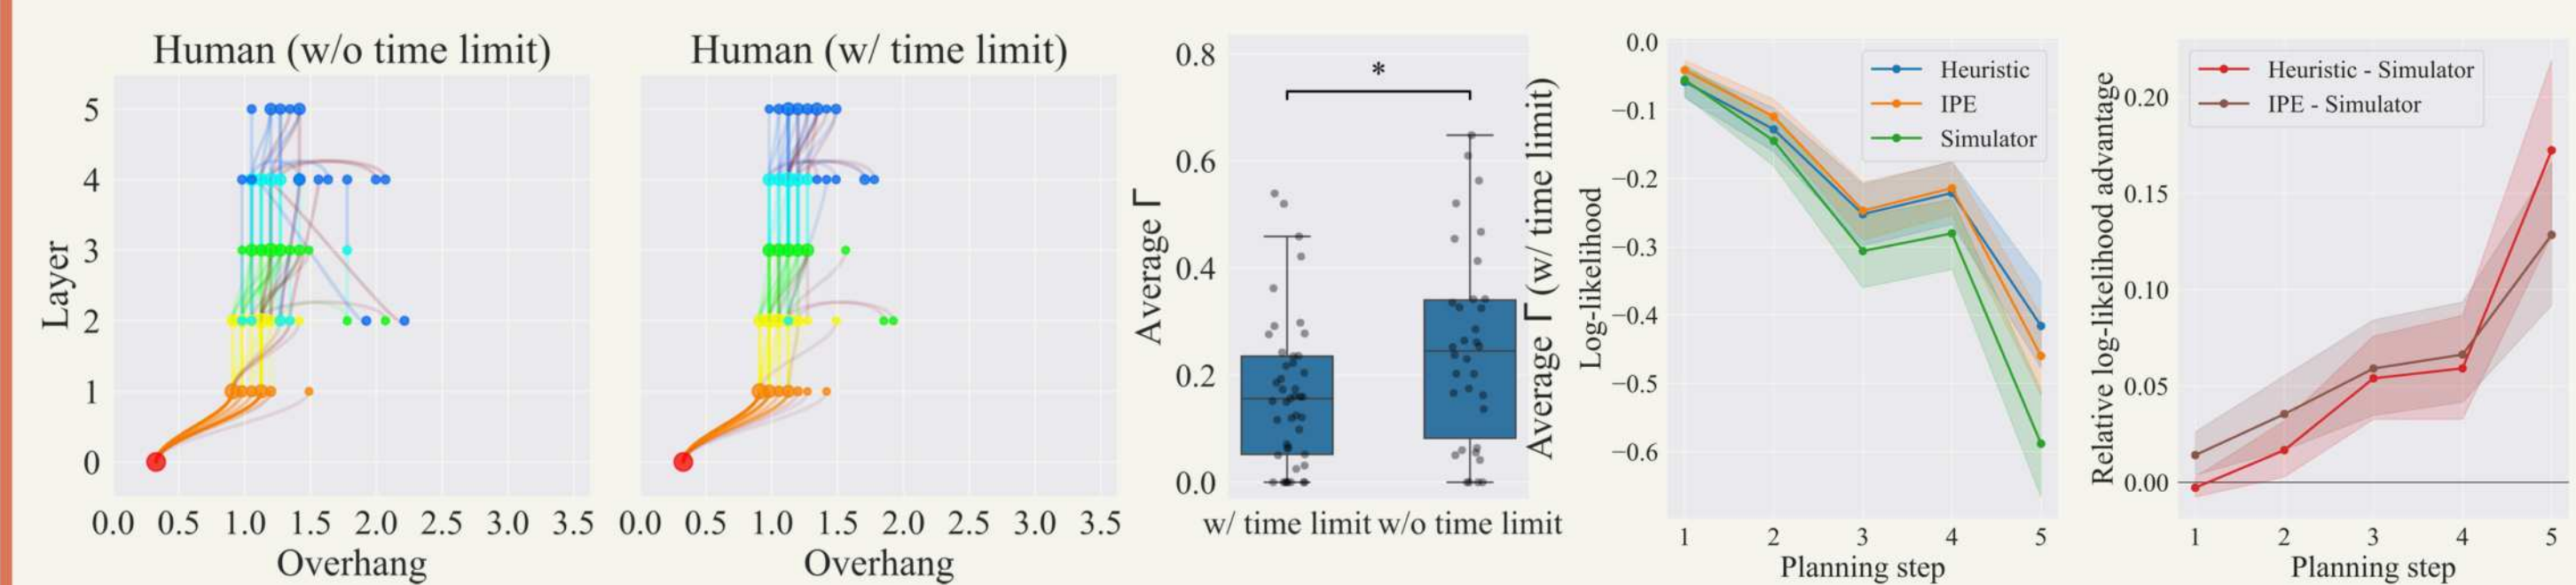 Human (w/o time limit)
Layer
5
4
3
2
1
0
0.0 0.5 1.0 1.5 2.0 2.5 3.0 3.5
Overhang
Human (w/ time limit)
0.0 0.5 1.0 1.5 2.0 2.5 3.0 3.5
Overhang
Average Γ
0.8
0.6
0.4
0.2
0.0
*
w/ time limit w/o time limit
Average Γ (w/ time limit)
Log-likelihood
0.0
−0.1
−0.2
−0.3
−0.4
−0.5
−0.6
Heuristic
IPE
Simulator
1 2 3 4 5
Planning step
Relative log-likelihood advantage
0.20
0.15
0.10
0.05
0.00
Heuristic - Simulator
IPE - Simulator
1 2 3 4 5
Planning step